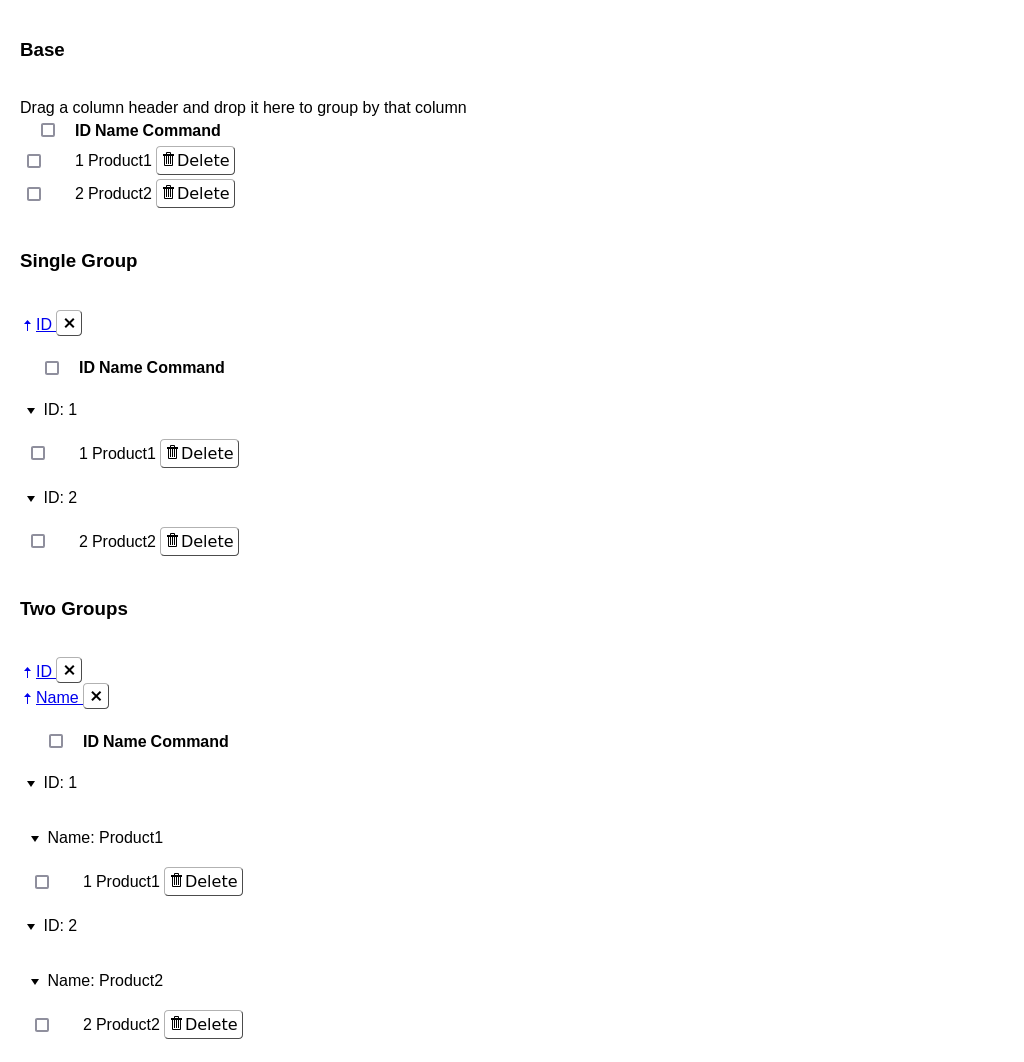 Base
Drag a column header and drop it here to group by that column
ID Name Command
1 Product1 Delete
2 Product2 Delete
Single Group
ID
ID Name Command
ID: 1
1 Product1 Delete
ID: 2
2 Product2 Delete
Two Groups
ID
Name
ID Name Command
ID: 1
Name: Product1
1 Product1 Delete
ID: 2
Name: Product2
2 Product2 Delete